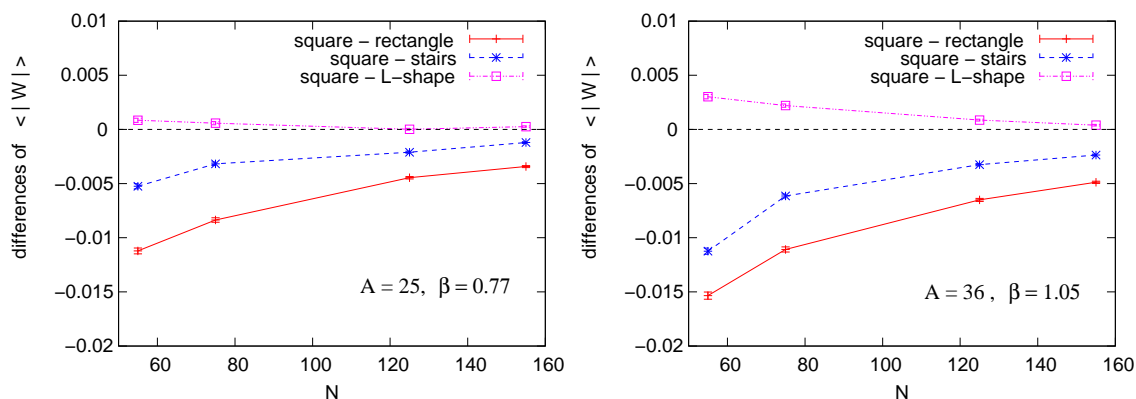 0.01
0.005
0
−0.005
−0.01
−0.015
−0.02
60
80
100
120
140
160
differences of < | W | >
N
square − rectangle
square − stairs
square − L−shape
A = 25, β = 0.77
0.01
0.005
0
−0.005
−0.01
−0.015
−0.02
60
80
100
120
140
160
differences of < | W | >
N
square − rectangle
square − stairs
square − L−shape
A = 36 , β = 1.05